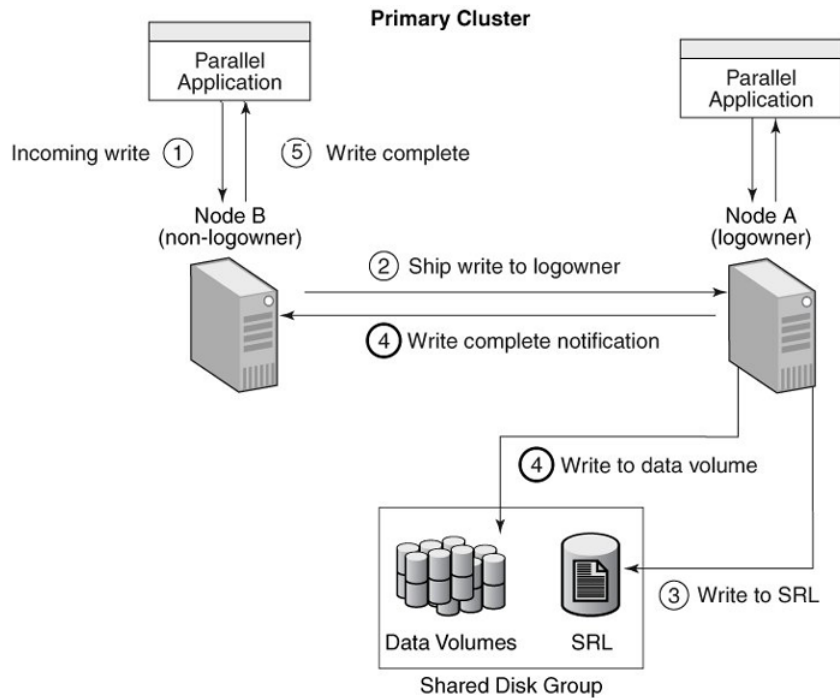 Primary Cluster
Parallel
Application
Parallel
Application
Incoming write 1
5 Write complete
Node B
(non-logowner)
Node A
(logowner)
2 Ship write to logowner
4 Write complete notification
4 Write to data volume
3 Write to SRL
Data Volumes
SRL
Shared Disk Group